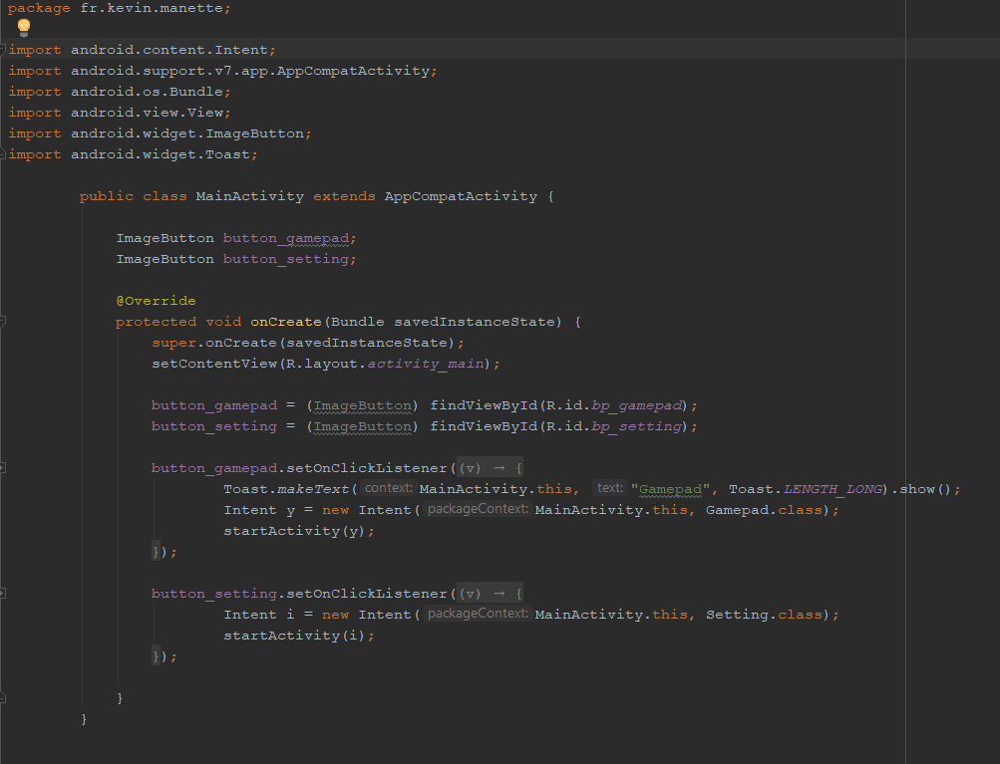 package fr.kevin.manette;
import android.content.Intent;
import android.support.v7.app.AppCompatActivity;
import android.os.Bundle;
import android.view.View;
import android.widget.ImageButton;
import android.widget.Toast;
public class MainActivity extends AppCompatActivity {
ImageButton button_gamepad;
ImageButton button_setting;
@Override
protected void onCreate(Bundle savedInstanceState) {
super.onCreate(savedInstanceState);
setContentView(R.layout.activity_main);
button_gamepad = (ImageButton) findViewById(R.id.bp_gamepad);
button_setting = (ImageButton) findViewById(R.id.bp_setting);
button_gamepad.setOnClickListener((v) → {
Toast.makeText( context: MainActivity.this, text: "Gamepad", Toast.LENGTH_LONG).show();
Intent y = new Intent( packageContext: MainActivity.this, Gamepad.class);
startActivity(y);
});
button_setting.setOnClickListener((v) → {
Intent i = new Intent( packageContext: MainActivity.this, Setting.class);
startActivity(i);
});
}
}